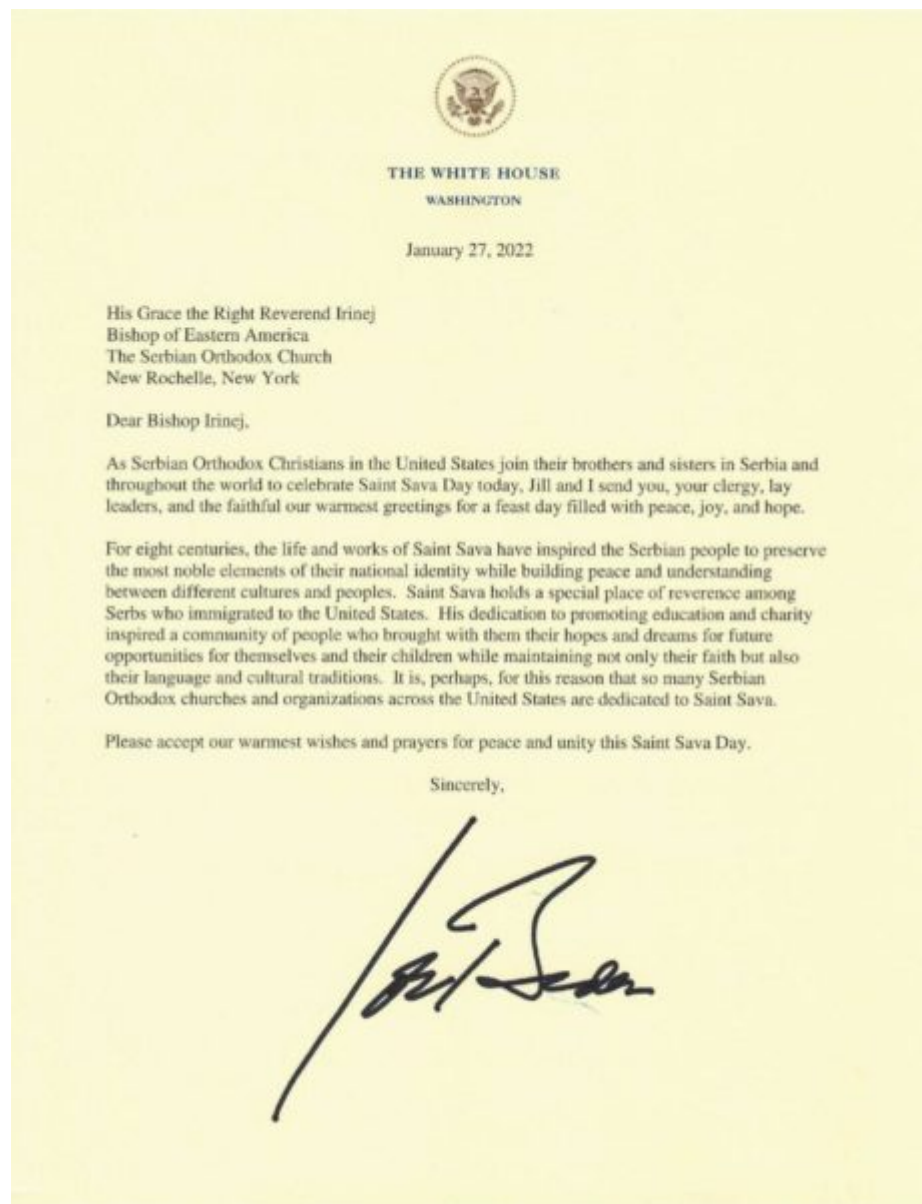 THE WHITE HOUSE
WASHINGTON
January 27, 2022
His Grace the Right Reverend Irinej
Bishop of Eastern America
The Serbian Orthodox Church
New Rochelle, New York
Dear Bishop Irinej,
As Serbian Orthodox Christians in the United States join their brothers and sisters in Serbia and
throughout the world to celebrate Saint Sava Day today, Jill and I send you, your clergy, lay
leaders, and the faithful our warmest greetings for a feast day filled with peace, joy, and hope.
For eight centuries, the life and works of Saint Sava have inspired the Serbian people to preserve
the most noble elements of their national identity while building peace and understanding
between different cultures and peoples. Saint Sava holds a special place of reverence among
Serbs who immigrated to the United States. His dedication to promoting education and charity
inspired a community of people who brought with them their hopes and dreams for future
opportunities for themselves and their children while maintaining not only their faith but also
their language and cultural traditions. It is, perhaps, for this reason that so many Serbian
Orthodox churches and organizations across the United States are dedicated to Saint Sava.
Please accept our warmest wishes and prayers for peace and unity this Saint Sava Day.
Sincerely,